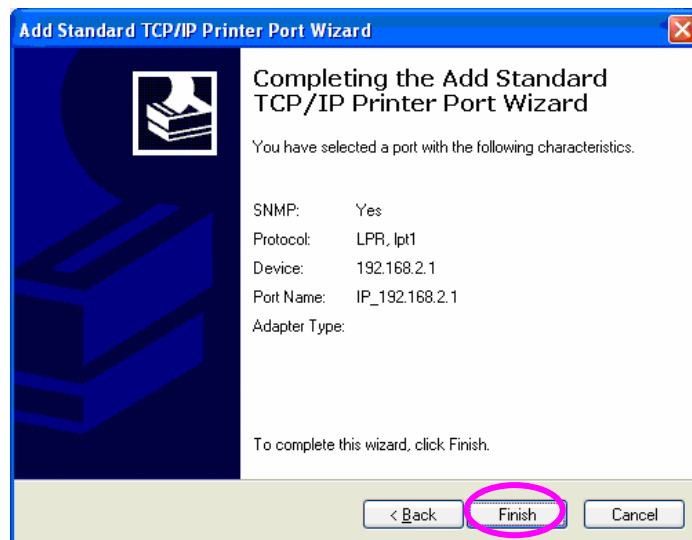 Add Standard TCP/IP Printer Port Wizard
Completing the Add Standard
TCP/IP Printer Port Wizard
You have selected a port with the following characteristics.
SNMP: Yes
Protocol: LPR, lpt1
Device: 192.168.2.1
Port Name: IP_192.168.2.1
Adapter Type:
To complete this wizard, click Finish.
< Back Finish Cancel